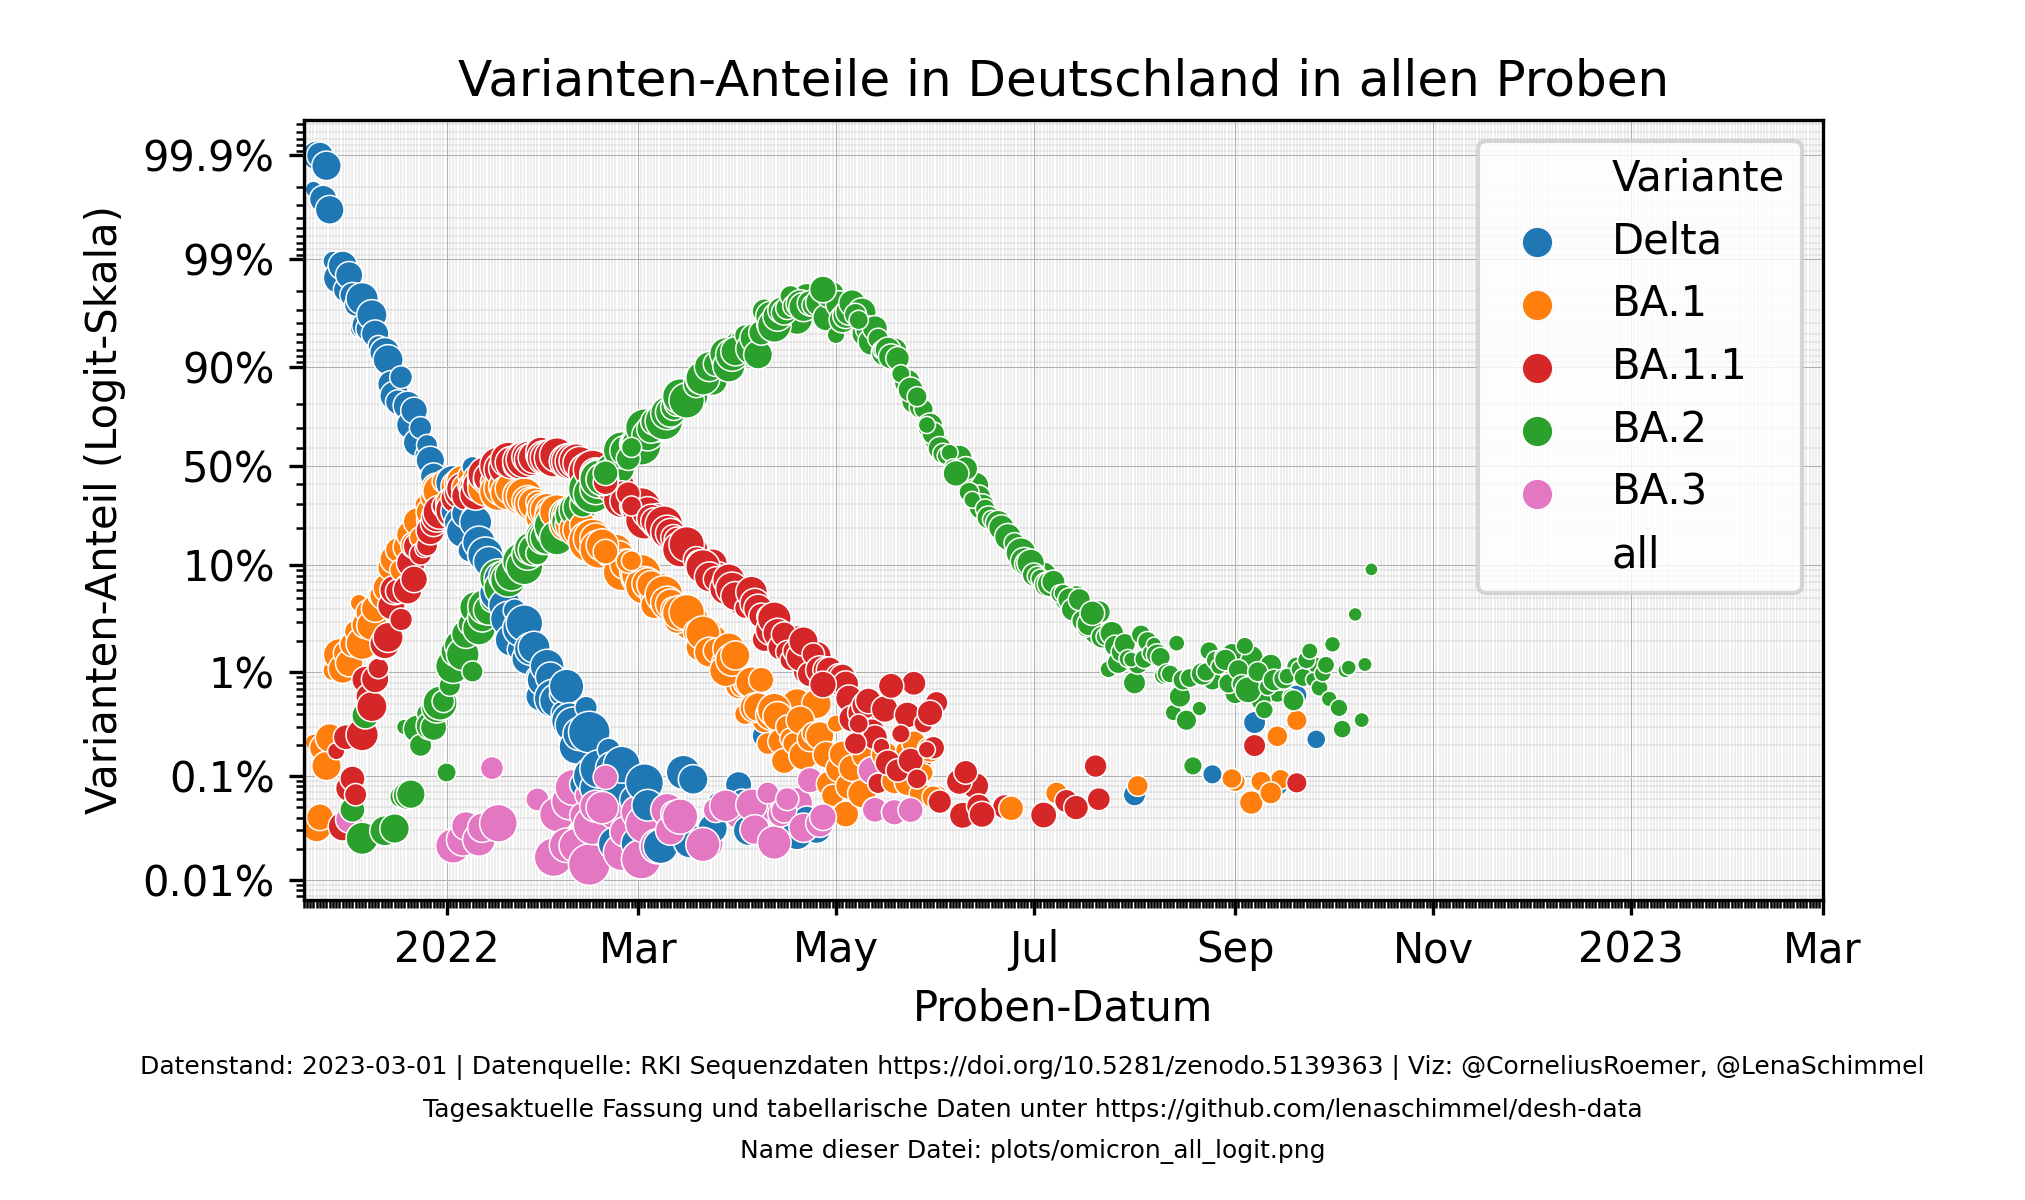 Varianten-Anteile in Deutschland in allen Proben
Varianten-Anteil (Logit-Skala)
99.9%
99%
90%
50%
10%
1%
0.1%
0.01%
Variante
Delta
BA.1
BA.1.1
BA.2
BA.3
all
2022 Mar May Jul Sep Nov 2023 Mar
Proben-Datum
Datenstand: 2023-03-01 | Datenquelle: RKI Sequenzdaten https://doi.org/10.5281/zenodo.5139363 | Viz: @CorneliusRoemer, @LenaSchimmel
Tagesaktuelle Fassung und tabellarische Daten unter https://github.com/lenaschimmel/desh-data
Name dieser Datei: plots/omicron_all_logit.png